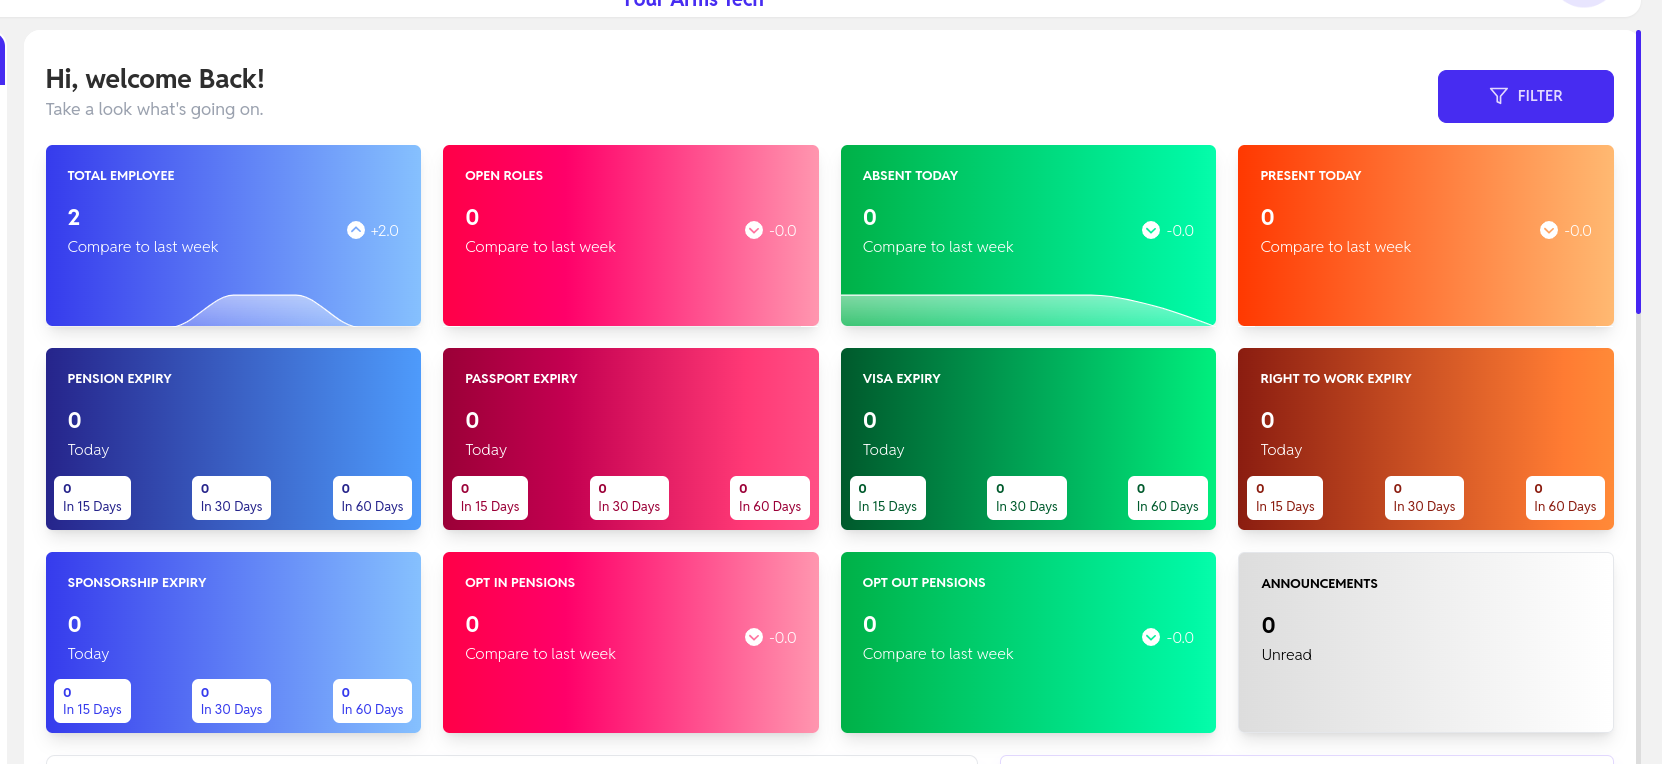 Your Arms Tech
Hi, welcome Back!
Take a look what's going on.
FILTER
TOTAL EMPLOYEE
2
Compare to last week
+2.0
OPEN ROLES
0
Compare to last week
-0.0
ABSENT TODAY
0
Compare to last week
-0.0
PRESENT TODAY
0
Compare to last week
-0.0
PENSION EXPIRY
0
Today
0
In 15 Days
0
In 30 Days
0
In 60 Days
PASSPORT EXPIRY
0
Today
0
In 15 Days
0
In 30 Days
0
In 60 Days
VISA EXPIRY
0
Today
0
In 15 Days
0
In 30 Days
0
In 60 Days
RIGHT TO WORK EXPIRY
0
Today
0
In 15 Days
0
In 30 Days
0
In 60 Days
SPONSORSHIP EXPIRY
0
Today
0
In 15 Days
0
In 30 Days
0
In 60 Days
OPT IN PENSIONS
0
Compare to last week
-0.0
OPT OUT PENSIONS
0
Compare to last week
-0.0
ANNOUNCEMENTS
0
Unread